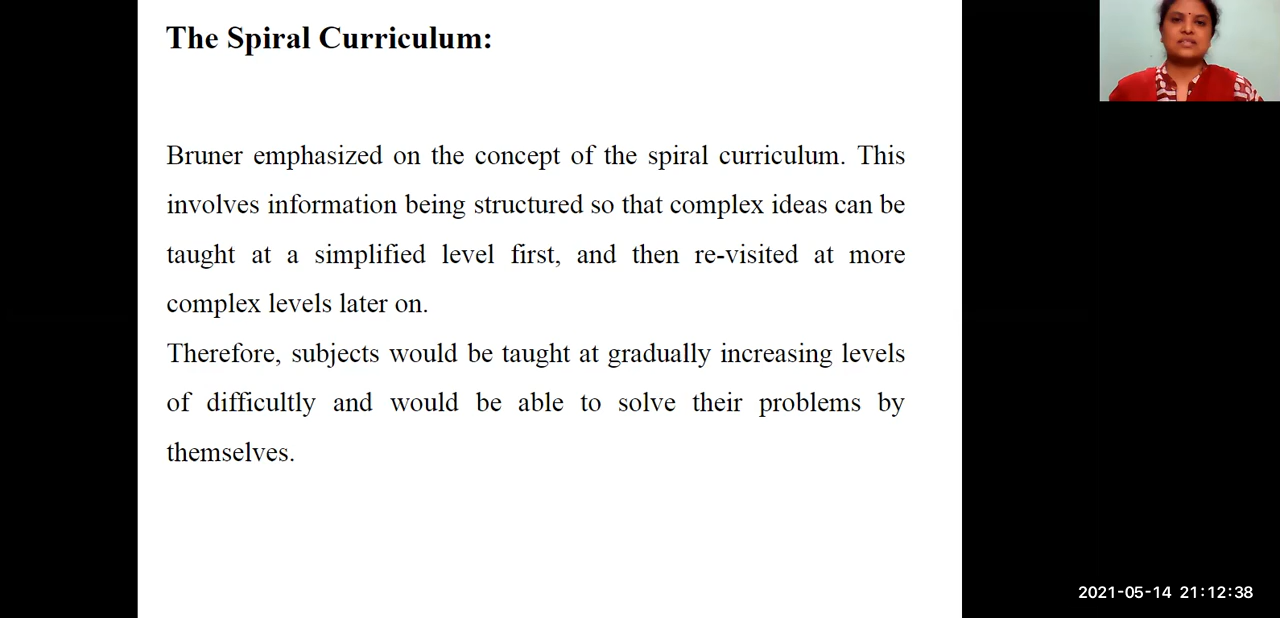 The Spiral Curriculum:
Bruner emphasized on the concept of the spiral curriculum. This
involves information being structured so that complex ideas can be
taught at a simplified level first, and then re-visited at more
complex levels later on.
Therefore, subjects would be taught at gradually increasing levels
of difficultly and would be able to solve their problems by
themselves.
2021-05-14 21:12:38